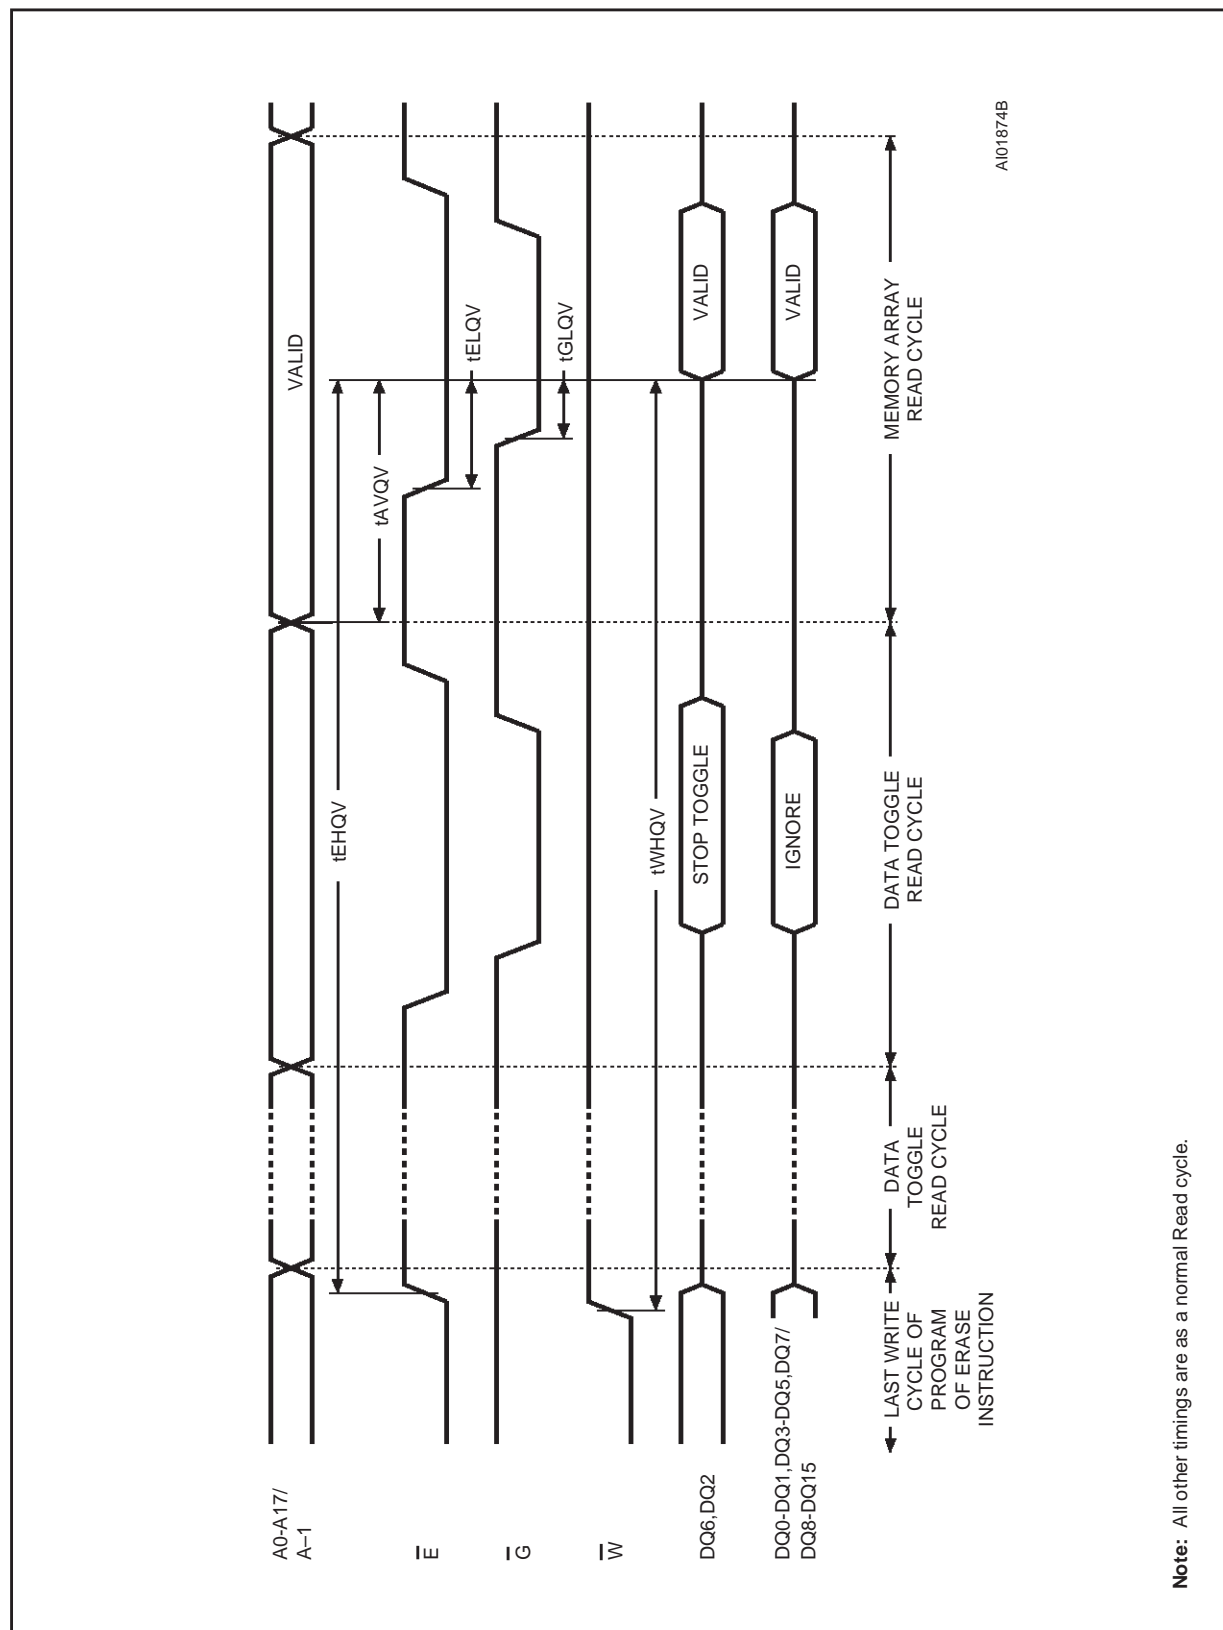 A0-A17/
A–1
VALID
tEHQV
tAVQV
E
tELQV
G
tGLQV
W
tWHQV
DQ6,DQ2
STOP TOGGLE
VALID
DQ0-DQ1,DQ3-DQ5,DQ7/
DQ8-DQ15
IGNORE
VALID
LAST WRITE
CYCLE OF
PROGRAM
OF ERASE
INSTRUCTION
DATA
TOGGLE
READ CYCLE
DATA TOGGLE
READ CYCLE
MEMORY ARRAY
READ CYCLE
AI01874B
Note: All other timings are as a normal Read cycle.